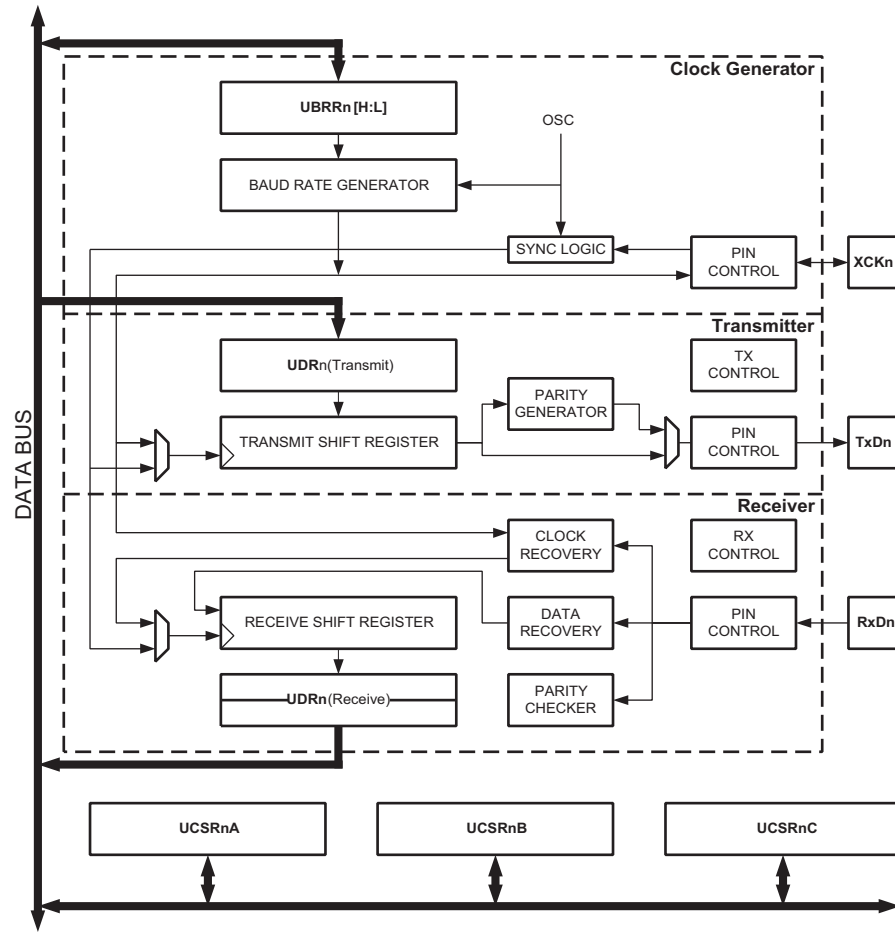 Clock Generator
UBRRn [H:L]
OSC
BAUD RATE GENERATOR
SYNC LOGIC
PIN
CONTROL
XCKn
Transmitter
UDRn(Transmit)
TX
CONTROL
PARITY
GENERATOR
TRANSMIT SHIFT REGISTER
PIN
CONTROL
TxDn
DATA BUS
Receiver
CLOCK
RECOVERY
RX
CONTROL
RECEIVE SHIFT REGISTER
DATA
RECOVERY
PIN
CONTROL
RxDn
UDRn(Receive)
PARITY
CHECKER
UCSRnA
UCSRnB
UCSRnC